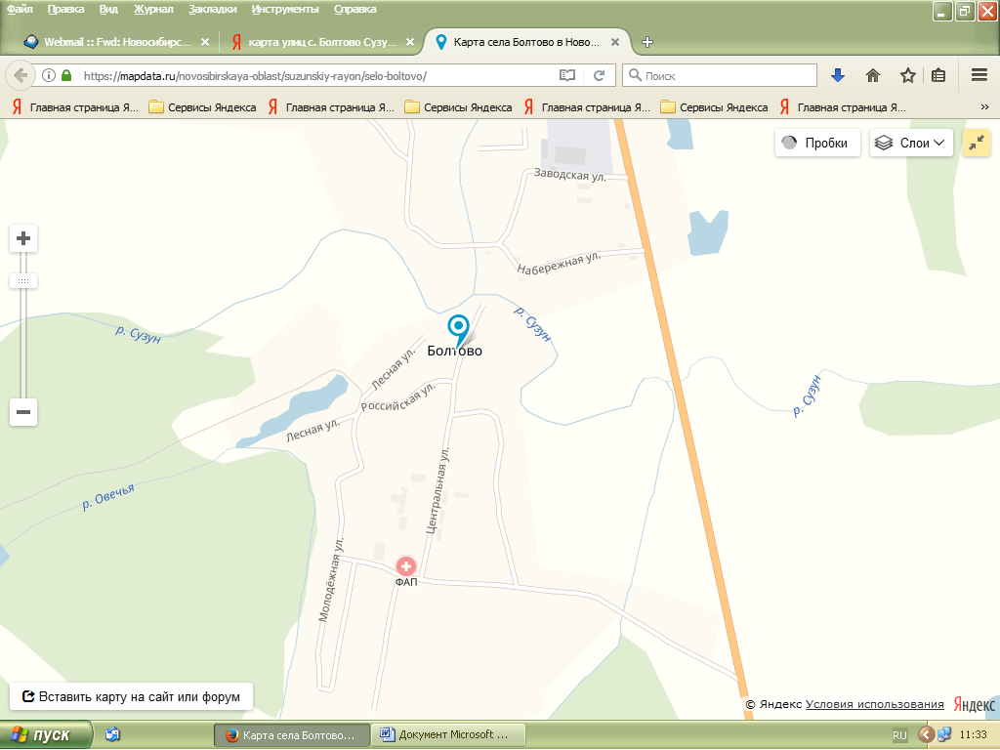 Файл Правка Вид Журнал Закладки Инструменты Справка
Webmail :: Fwd: Новосибирс...
Я карта улиц с. Болтово Сузу...
Карта села Болтово в Ново...
https://mapdata.ru/novosibirskaya-oblast/suzunskiy-rayon/selo-boltovo/
Поиск
Я Главная страница Я...
Сервисы Яндекса
Я Главная страница Я...
Сервисы Яндекса
Я Главная страница Я...
Сервисы Яндекса
Я Главная страница Я...
»
Пробки
Слои
Заводская ул.
Набережная ул.
р. Сузун
р. Сузун
Болтово
Лесная ул.
Российская ул.
р. Сузун
Лесная ул.
Центральная ул.
р. Овечья
Молодёжная ул.
ФАП
Вставить карту на сайт или форум
© Яндекс Условия использования Яндекс
пуск
Карта села Болтово...
Документ Microsoft ...
RU
11:33